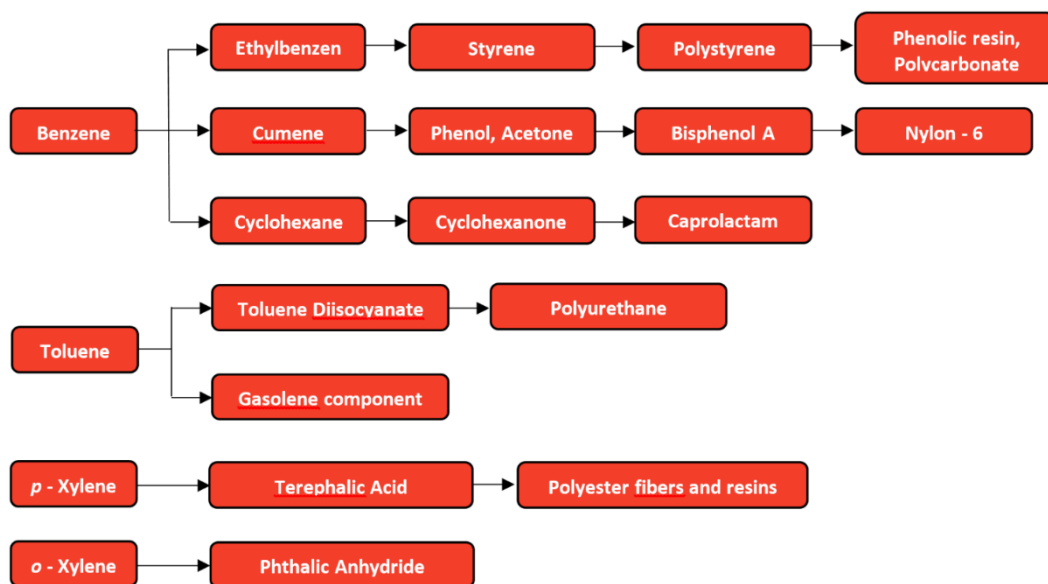 Ethylbenzen
Styrene
Polystyrene
Phenolic resin,
Polycarbonate
Benzene
Cumene
Phenol, Acetone
Bisphenol A
Nylon - 6
Cyclohexane
Cyclohexanone
Caprolactam
Toluene
Toluene Diisocyanate
Polyurethane
Gasolene component
p - Xylene
Terephalic Acid
Polyester fibers and resins
o - Xylene
Phthalic Anhydride